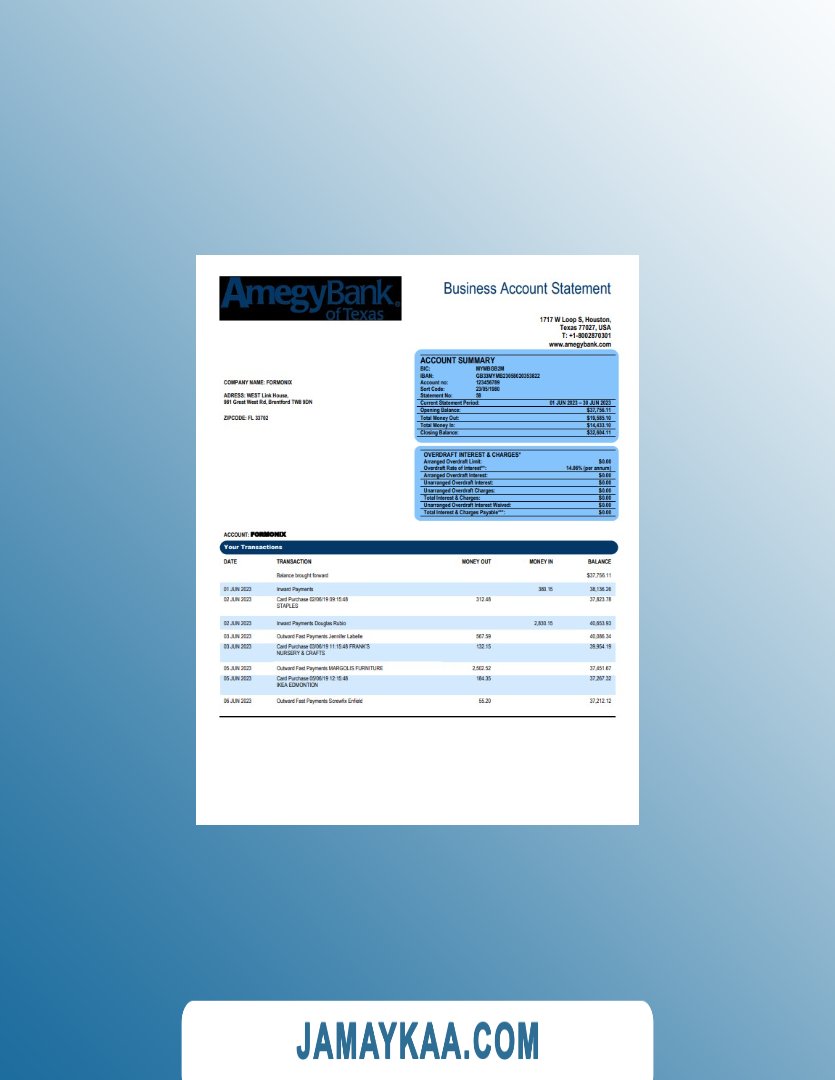 AmegyBank
of Texas
Business Account Statement
1717 W Loop S, Houston,
Texas 77027, USA
T: +1-8002870301
www.amegybank.com
COMPANY NAME: FORMONIX
ADRESS: WEST Link House,
981 Great West Rd, Brentford TW8 9DN
ZIPCODE: FL 33702
ACCOUNT SUMMARY
BIC:
IBAN:
Account no: 123456789
Sort Code: 23/05/1980
Statement No: 58
Current Statement Period: 01 JUN 2023 – 30 JUN 2023
Opening Balance: $37,756.11
Total Money Out: $19,585.10
Total Money In: $14,433.10
Closing Balance: $32,604.11
OVERDRAFT INTEREST & CHARGES*
Arranged Overdraft Limit: $0.00
Overdraft Rate of Interest**: 14.86% (per annum)
Arranged Overdraft Interest: $0.00
Unarranged Overdraft Interest: $0.00
Unarranged Overdraft Charges: $0.00
Total Interest & Charges: $0.00
Unarranged Overdraft Interest Waived: $0.00
Total Interest & Charges Payable***: $0.00
ACCOUNT: FORMONIX
Your Transactions
DATE TRANSACTION MONEY OUT MONEY IN BALANCE
Balance brought forward $37,756.11
01 JUN 2023 Inward Payments 380.15 38,136.26
02 JUN 2023 Card Purchase 02/06/19 09:15:48 312.48 37,823.78
STAPLES
02 JUN 2023 Inward Payments Douglas Rubio 2,830.15 40,653.93
03 JUN 2023 Outward Fast Payments Jennifer Labelle 567.59 40,086.34
03 JUN 2023 Card Purchase 03/06/19 11:15:48 FRANK'S 132.15 39,954.19
NURSERY & CRAFTS
05 JUN 2023 Outward Fast Payments MARGOLIS FURNITURE 2,502.52 37,451.67
05 JUN 2023 Card Purchase 05/06/19 12:15:48 184.35 37,267.32
IKEA EDMONTION
06 JUN 2023 Outward Fast Payments Screwfix Enfield 55.20 37,212.12
JAMAYKAA.COM